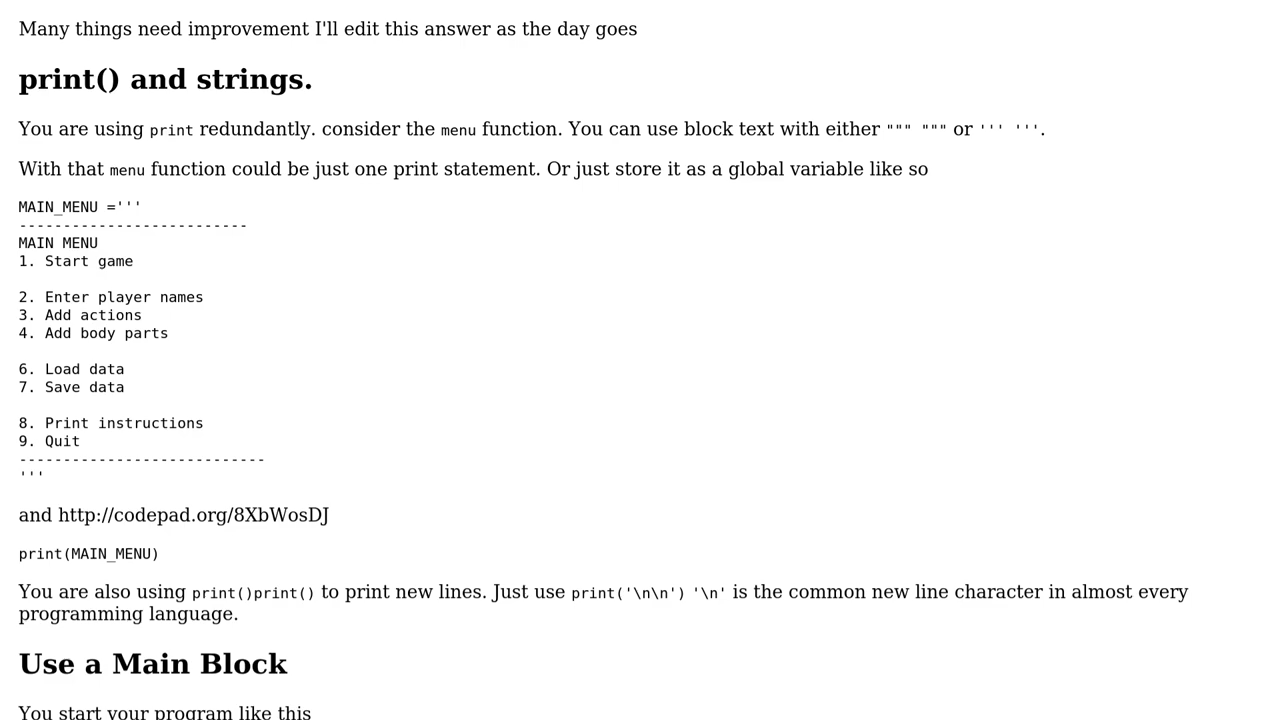 Many things need improvement I'll edit this answer as the day goes
print() and strings.
You are using print redundantly. consider the menu function. You can use block text with either """ """ or ''' '''.
With that menu function could be just one print statement. Or just store it as a global variable like so
MAIN_MENU ='''
--------------------------
MAIN MENU
1. Start game
2. Enter player names
3. Add actions
4. Add body parts
6. Load data
7. Save data
8. Print instructions
9. Quit
----------------------------
'''
and http://codepad.org/8XbWosDJ
print(MAIN_MENU)
You are also using print()print() to print new lines. Just use print('\n\n') '\n' is the common new line character in almost every
programming language.
Use a Main Block
You start your program like this